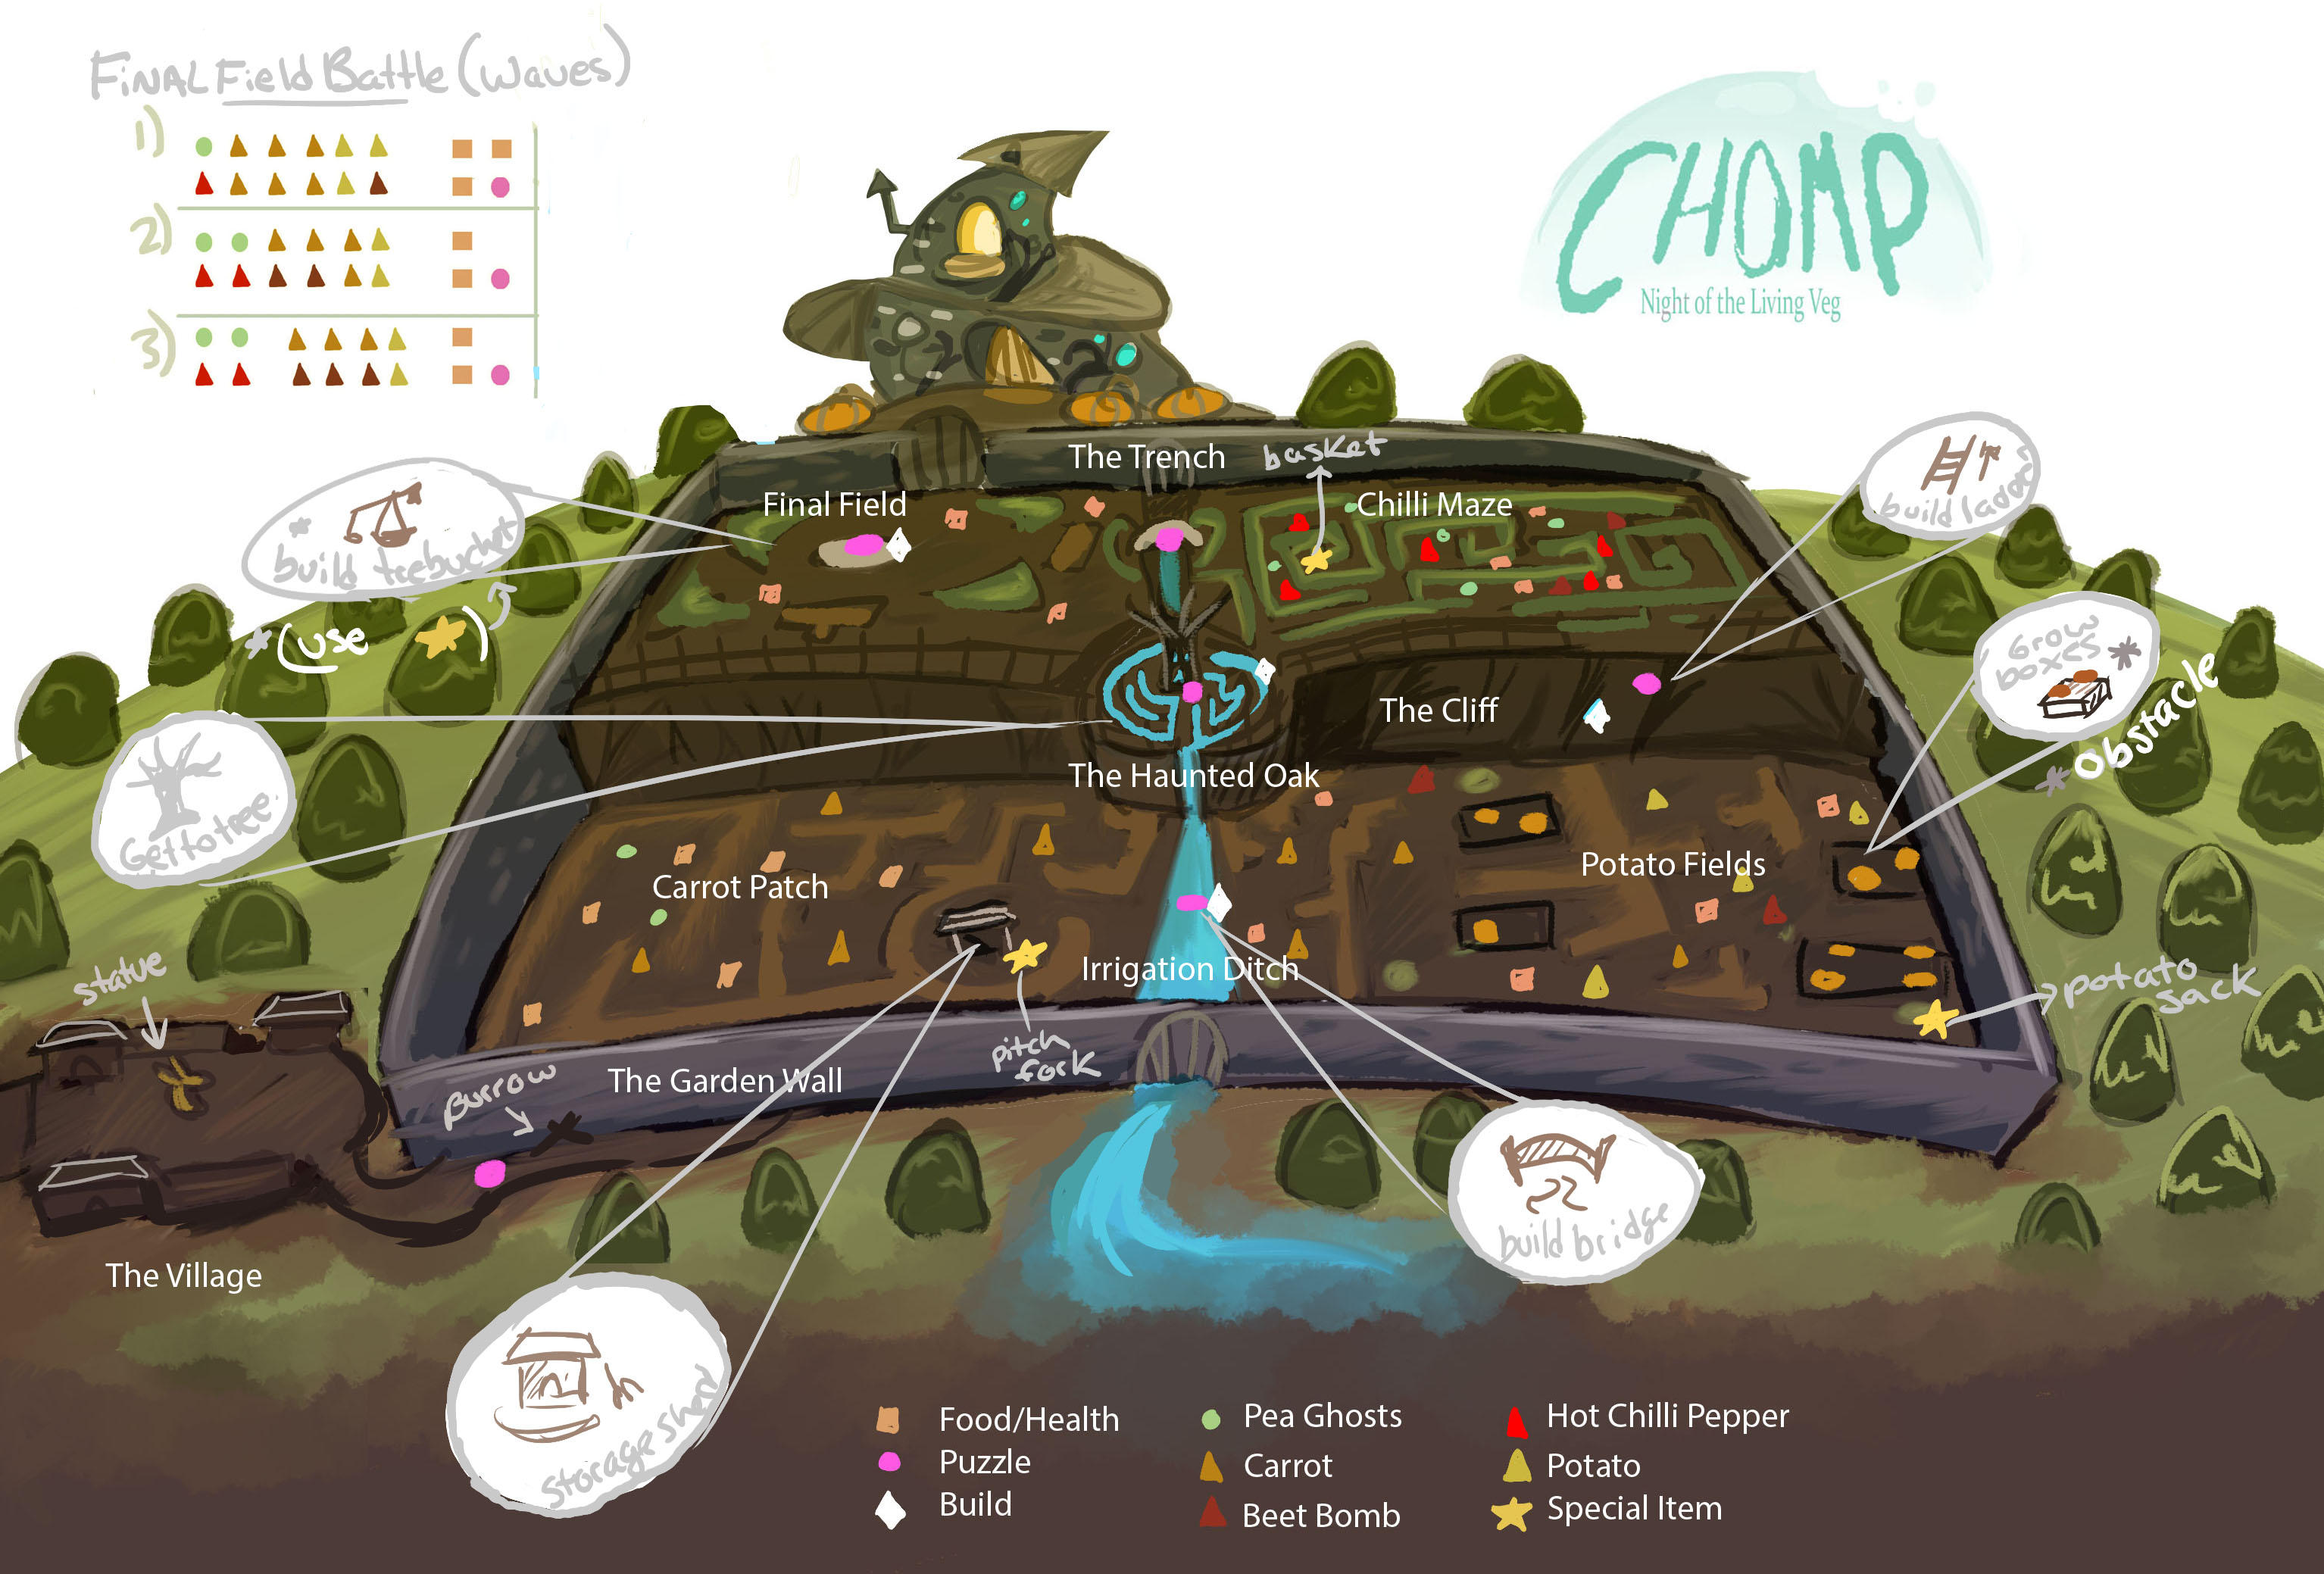 FINAL Field Battle (Waves)
1)
2)
3)
CHOMP
Night of the Living Veg
The Trench
basket
Final Field
Chilli Maze
build ladder
* build trebucket
* (use )
Grow
boxes *
* obstacle
The Cliff
The Haunted Oak
Get to tree
Carrot Patch
Potato Fields
Irrigation Ditch
statue
potato
sack
pitch
fork
burrow
The Garden Wall
build bridge
The Village
storage shed
Food/Health
Puzzle
Build
Pea Ghosts
Carrot
Beet Bomb
Hot Chilli Pepper
Potato
Special Item